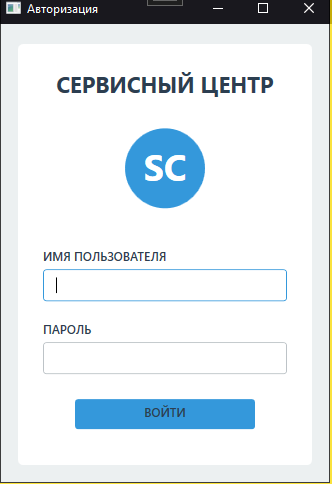 Авторизация
СЕРВИСНЫЙ ЦЕНТР
SC
ИМЯ ПОЛЬЗОВАТЕЛЯ
ПАРОЛЬ
ВОЙТИ